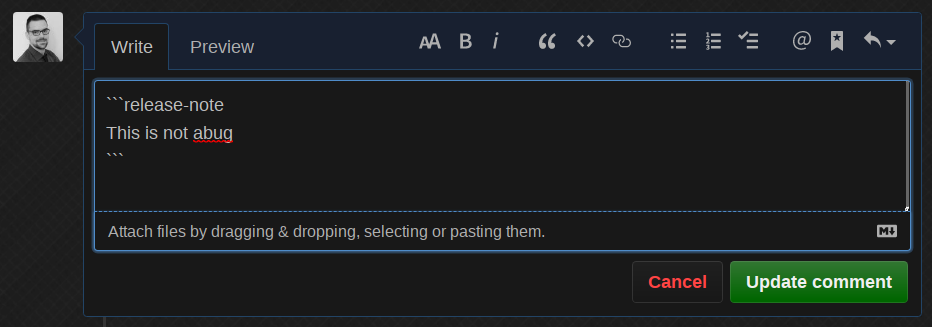 Write Preview AA B i @
```release-note
This is not abug
```
Attach files by dragging & dropping, selecting or pasting them.
Cancel Update comment